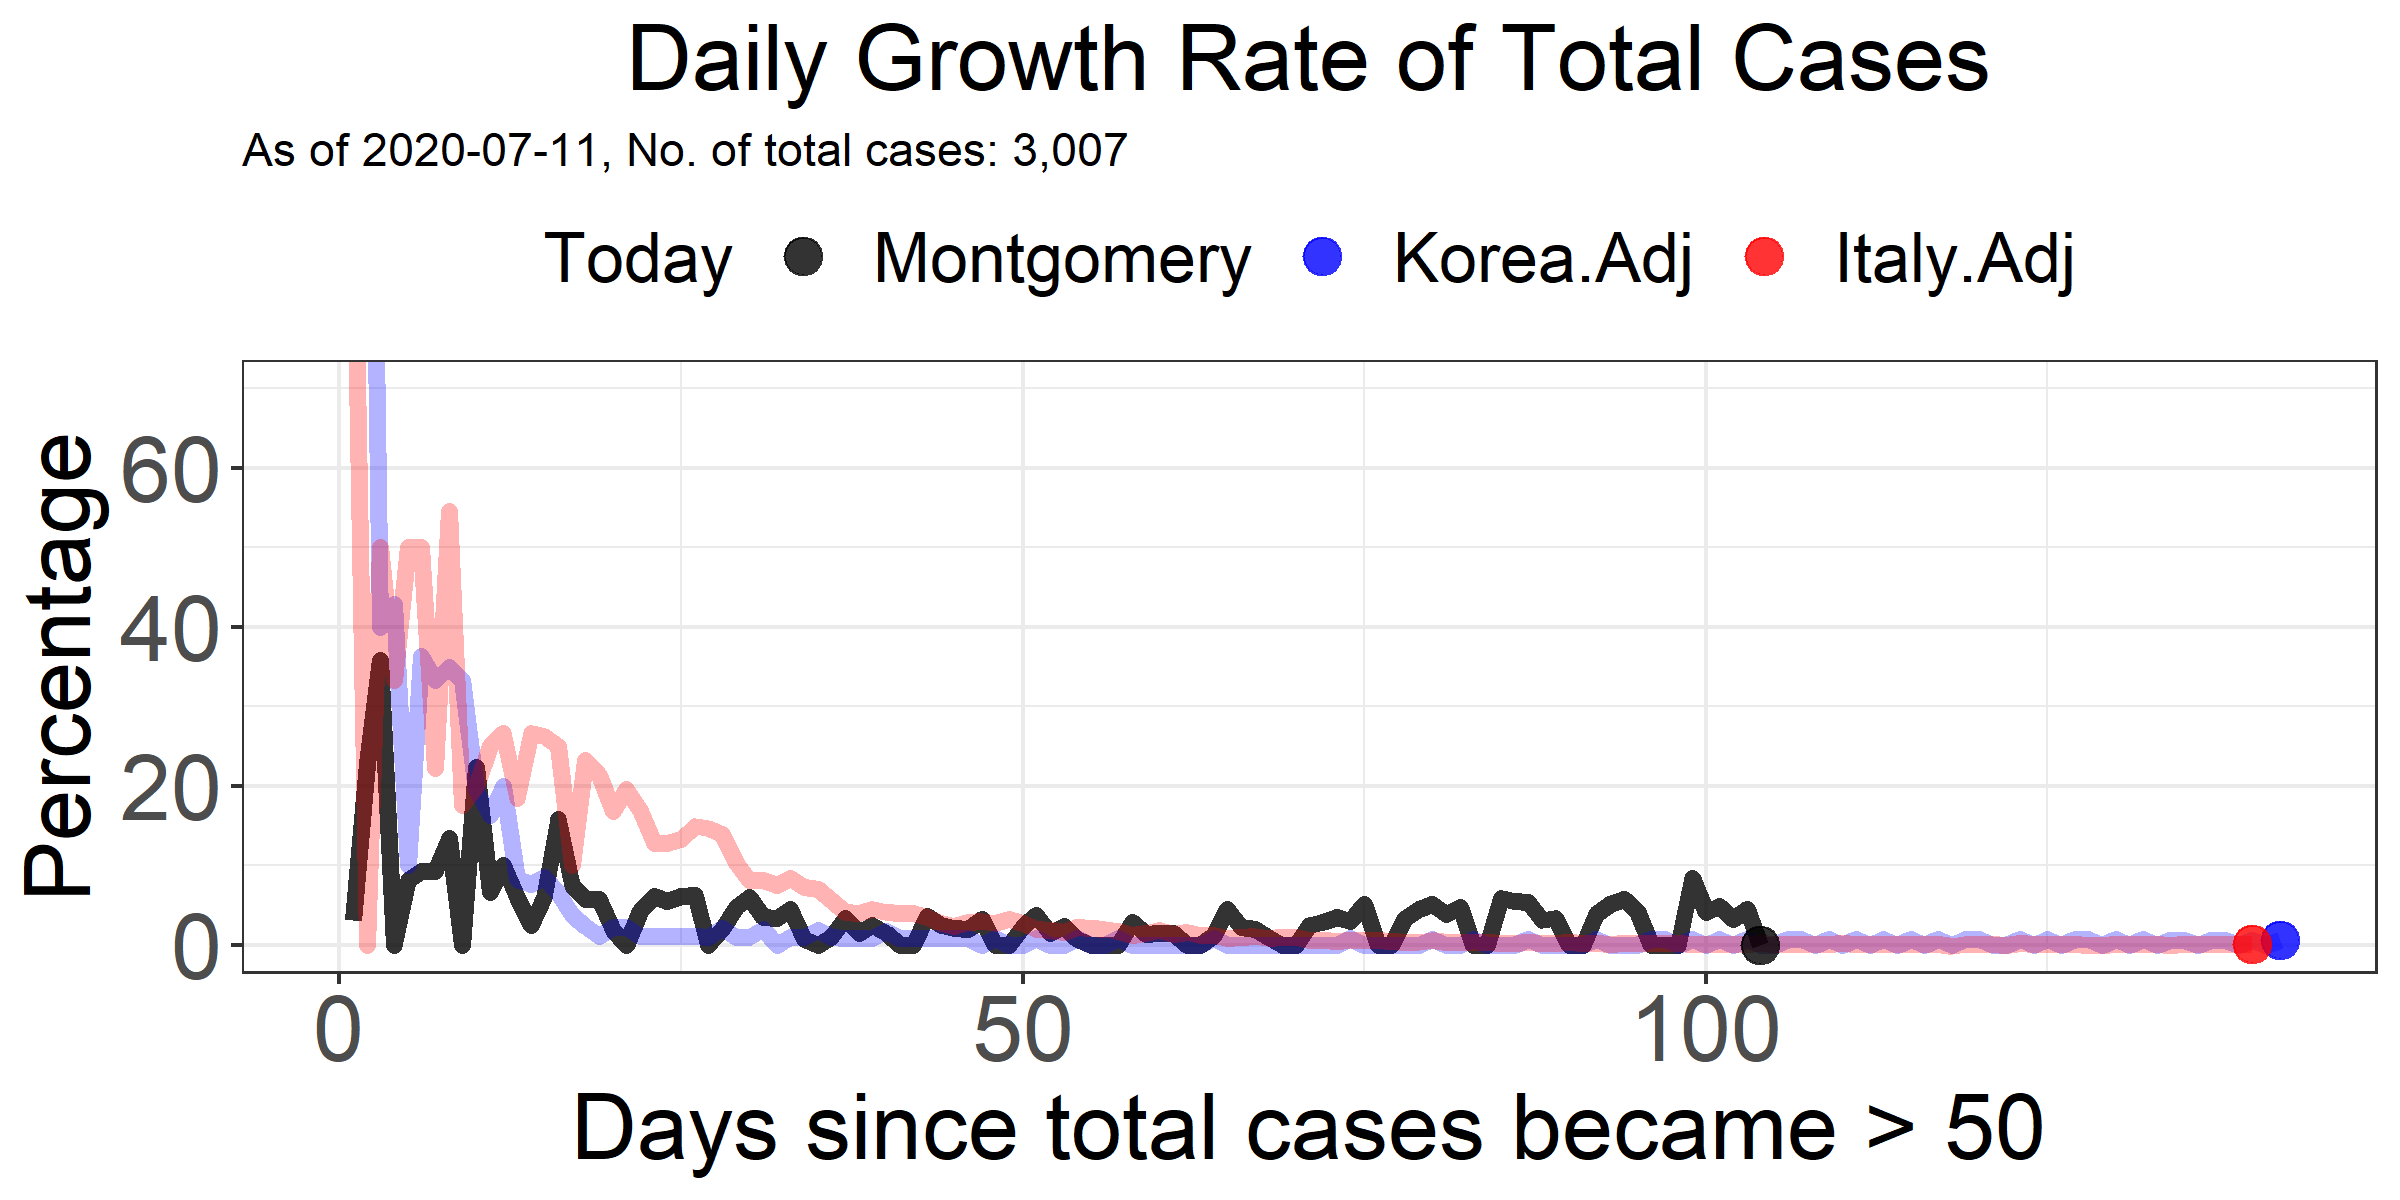 Daily Growth Rate of Total Cases
As of 2020-07-11, No. of total cases: 3,007
Today Montgomery Korea.Adj Italy.Adj
Percentage
60
40
20
0
0 50 100
Days since total cases became > 50